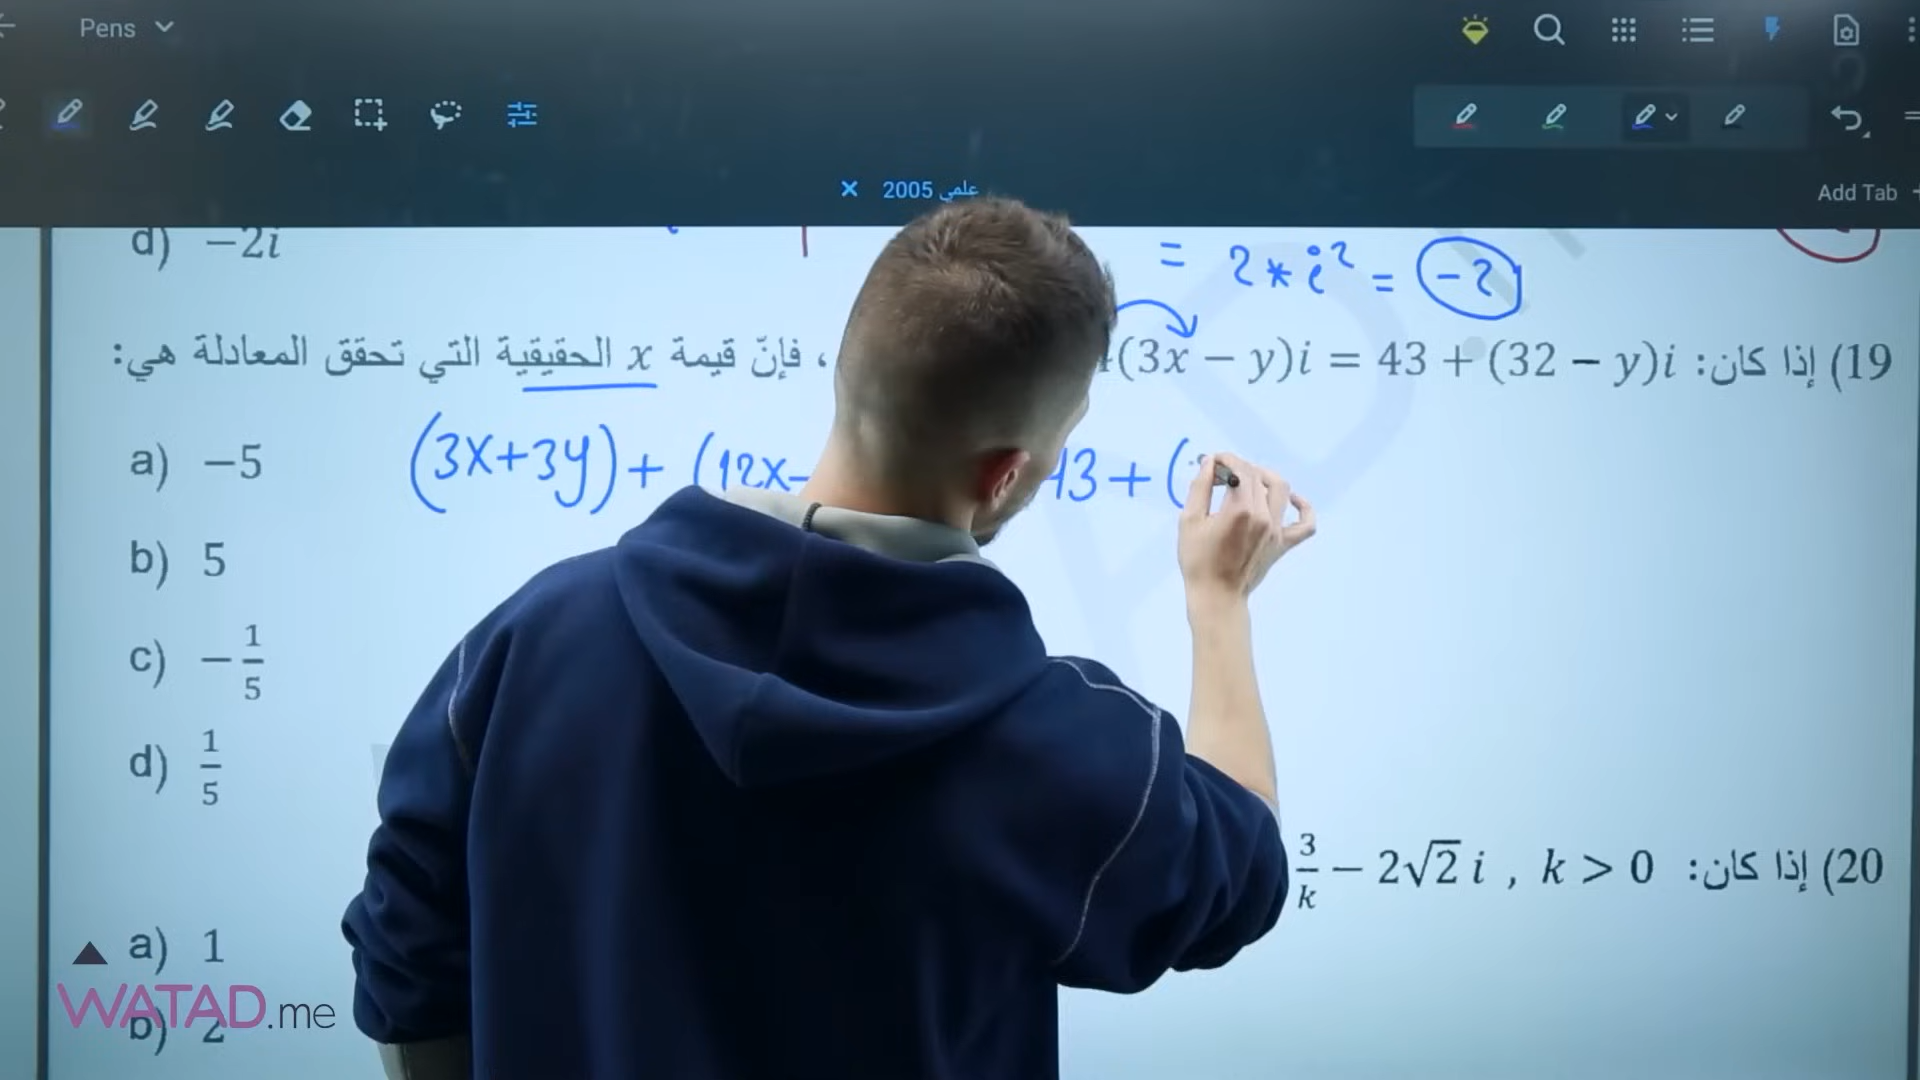 Pens
× علمي 2005
Add Tab +
d) −2i
= 2 * i² = −2
19) إذا كان: (3x − y)i = 43 + (32 − y)i ، فإنّ قيمة x الحقيقية التي تحقق المعادلة هي:
(3x+3y) + (12x− 43 + (
a) −5
b) 5
c) −1/5
d) 1/5
20) إذا كان: 3/k − 2√2 i , k > 0
a) 1
b) 2
WATAD.me